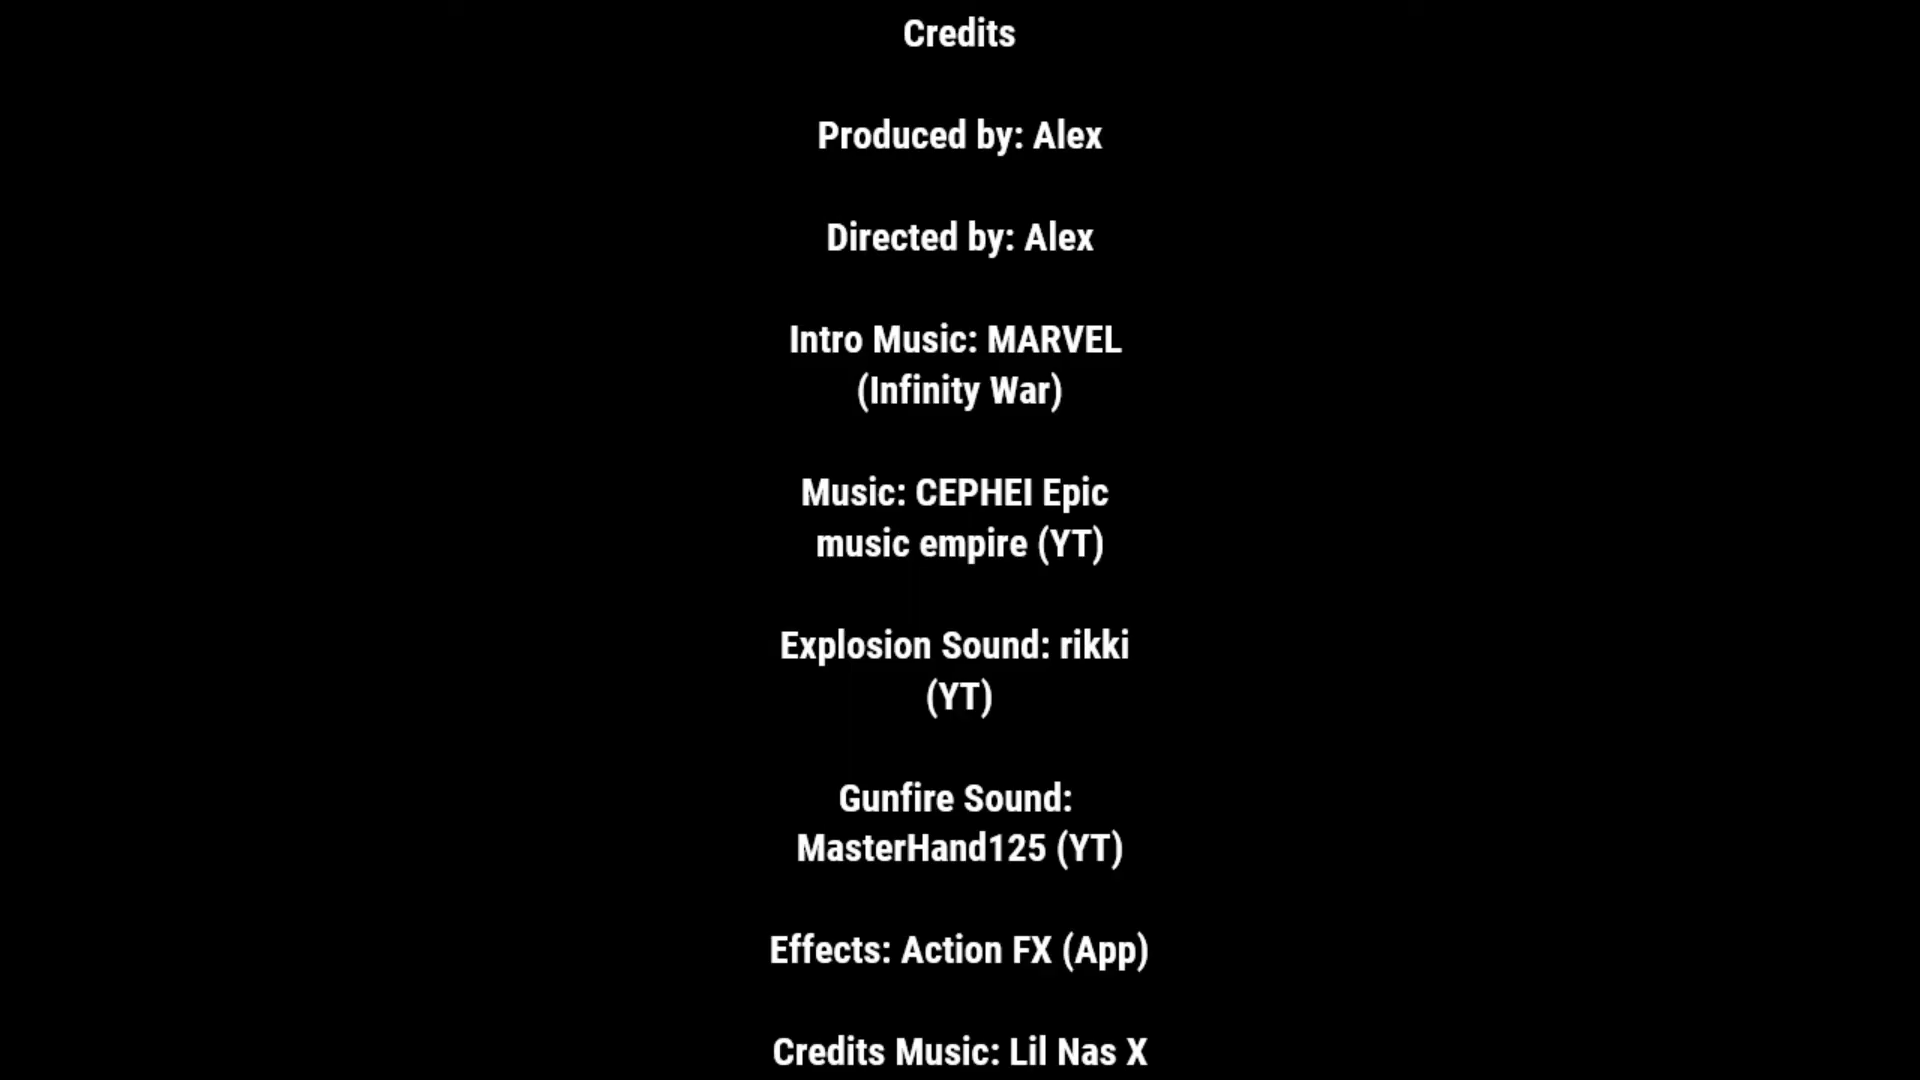 Credits
Produced by: Alex
Directed by: Alex
Intro Music: MARVEL
(Infinity War)
Music: CEPHEI Epic
music empire (YT)
Explosion Sound: rikki
(YT)
Gunfire Sound:
MasterHand125 (YT)
Effects: Action FX (App)
Credits Music: Lil Nas X